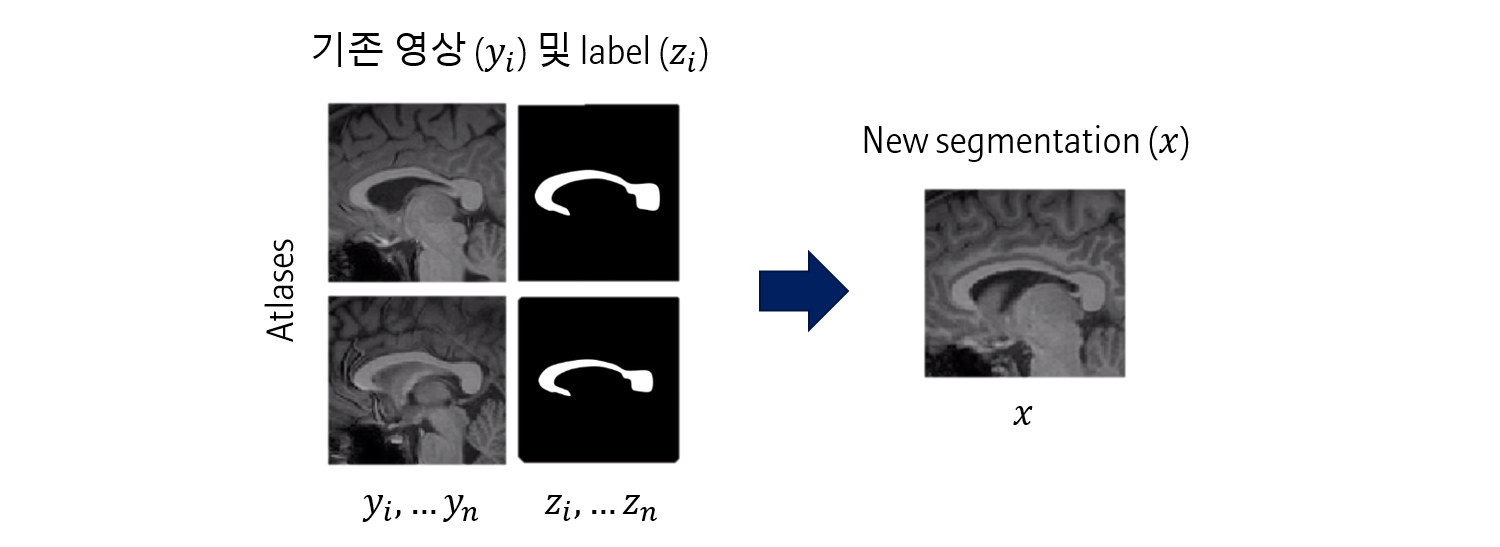 기존 영상 (y_i) 및 label (z_i)
Atlases
y_i, … y_n
z_i, … z_n
New segmentation (x)
x